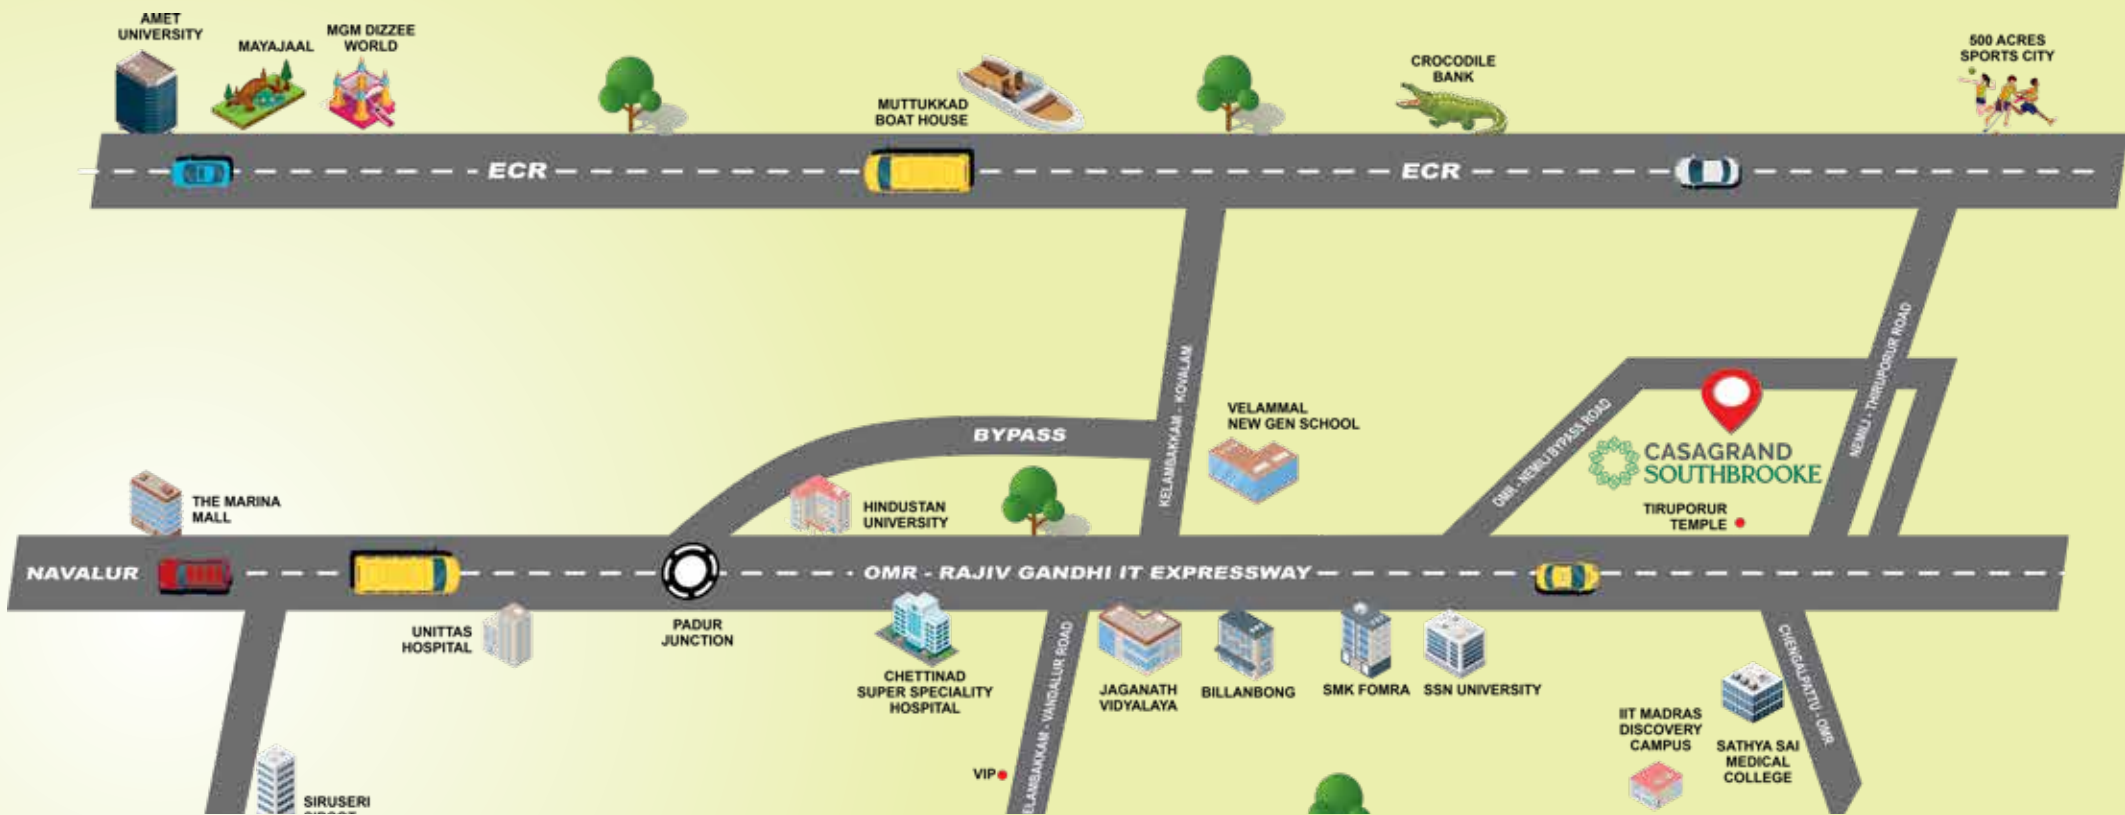 AMET
UNIVERSITY
MAYAJAAL
MGM DIZZEE
WORLD
MUTTUKKAD
BOAT HOUSE
CROCODILE
BANK
500 ACRES
SPORTS CITY
ECR
ECR
KELAMBAKKAM - KOVALAM
NEMILI - THIRUPORUR ROAD
BYPASS
VELAMMAL
NEW GEN SCHOOL
OMR - NEMILI BYPASS ROAD
CASAGRAND
SOUTHBROOKE
TIRUPORUR
TEMPLE
THE MARINA
MALL
HINDUSTAN
UNIVERSITY
NAVALUR
OMR - RAJIV GANDHI IT EXPRESSWAY
UNITTAS
HOSPITAL
PADUR
JUNCTION
CHETTINAD
SUPER SPECIALITY
HOSPITAL
- VANDALUR ROAD
JAGANATH
VIDYALAYA
BILLANBONG
SMK FOMRA
SSN UNIVERSITY
CHENGALPATTU - OMR
IIT MADRAS
DISCOVERY
CAMPUS
SATHYA SAI
MEDICAL
COLLEGE
VIP
SIRUSERI